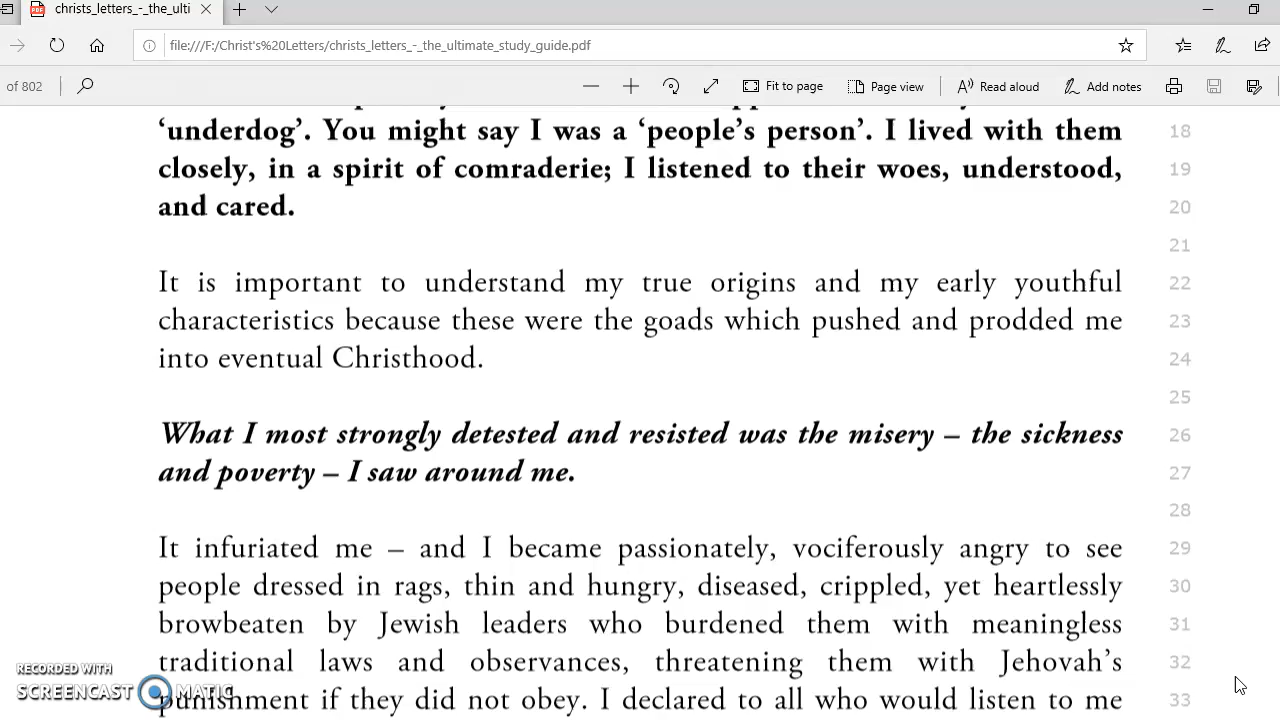 christs_letters_-_the_ulti
file:///F:/Christ's%20Letters/christs_letters_-_the_ultimate_study_guide.pdf
of 802
Fit to page
Page view
Read aloud
Add notes
‘underdog’. You might say I was a ‘people’s person’. I lived with them 18
closely, in a spirit of comraderie; I listened to their woes, understood, 19
and cared. 20
21
It is important to understand my true origins and my early youthful 22
characteristics because these were the goads which pushed and prodded me 23
into eventual Christhood. 24
25
What I most strongly detested and resisted was the misery – the sickness 26
and poverty – I saw around me. 27
28
It infuriated me – and I became passionately, vociferously angry to see 29
people dressed in rags, thin and hungry, diseased, crippled, yet heartlessly 30
browbeaten by Jewish leaders who burdened them with meaningless 31
traditional laws and observances, threatening them with Jehovah’s 32
punishment if they did not obey. I declared to all who would listen to me 33
RECORDED WITH
SCREENCAST MATIC